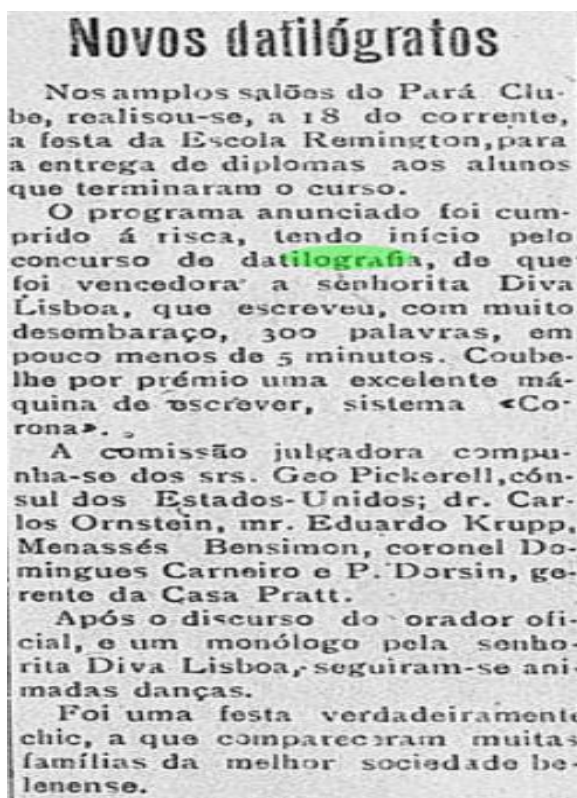 Novos datilógratos
Nos amplos salões do Pará Clu-
be, realisou-se, a 18 do corrente,
a festa da Escola Remington, para
a entrega de diplomas aos alunos
que terminaram o curso.
O programa anunciado foi cum-
prido á risca, tendo início pelo
concurso de datilografia, de que
foi vencedora a senhorita Diva
Lisboa, que escreveu, com muito
desembaraço, 300 palavras, em
pouco menos de 5 minutos. Coube-
lhe por prémio uma excelente má-
quina de escrever, sistema «Co-
rona».
A comissão julgadora compu-
nha-se dos srs. Geo Pickerell, cón-
sul dos Estados-Unidos; dr. Car-
los Ornstein, mr. Eduardo Krupp,
Menassés Bensimon, coronel Do-
mingues Carneiro e P. Dorsin, ge-
rente da Casa Pratt.
Após o discurso do orador ofi-
cial, e um monólogo pela senho-
rita Diva Lisboa, seguiram-se ani-
madas danças.
Foi uma festa verdadeiramente
chic, a que compareceram muitas
famílias da melhor sociedade be-
lenense.